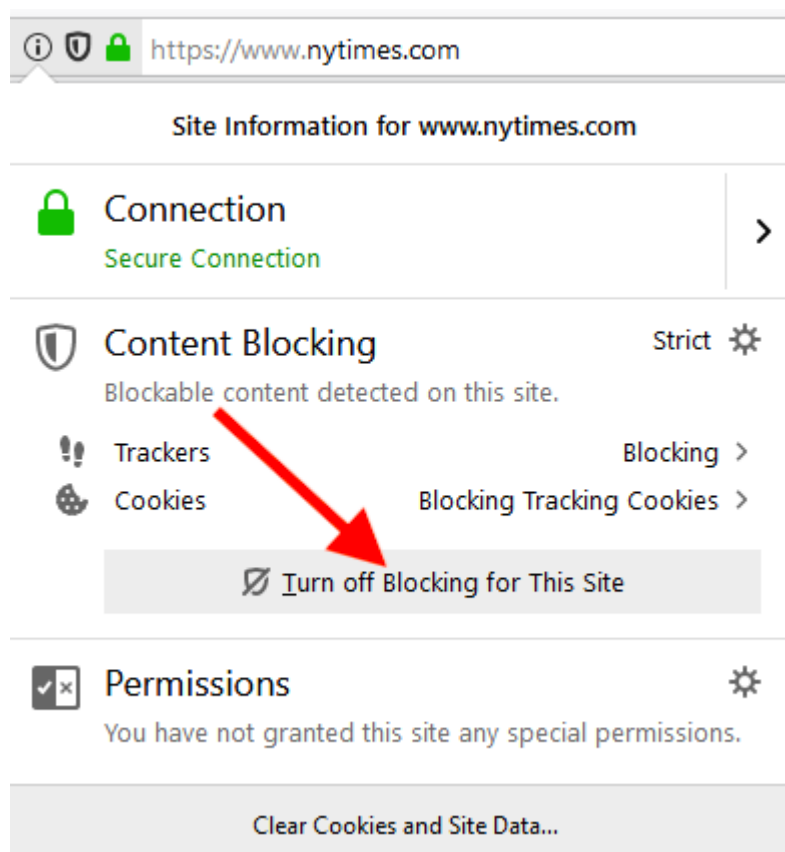 https://www.nytimes.com
Site Information for www.nytimes.com
Connection
Secure Connection
Content Blocking
Strict
Blockable content detected on this site.
Trackers
Blocking
Cookies
Blocking Tracking Cookies
Turn off Blocking for This Site
Permissions
You have not granted this site any special permissions.
Clear Cookies and Site Data...